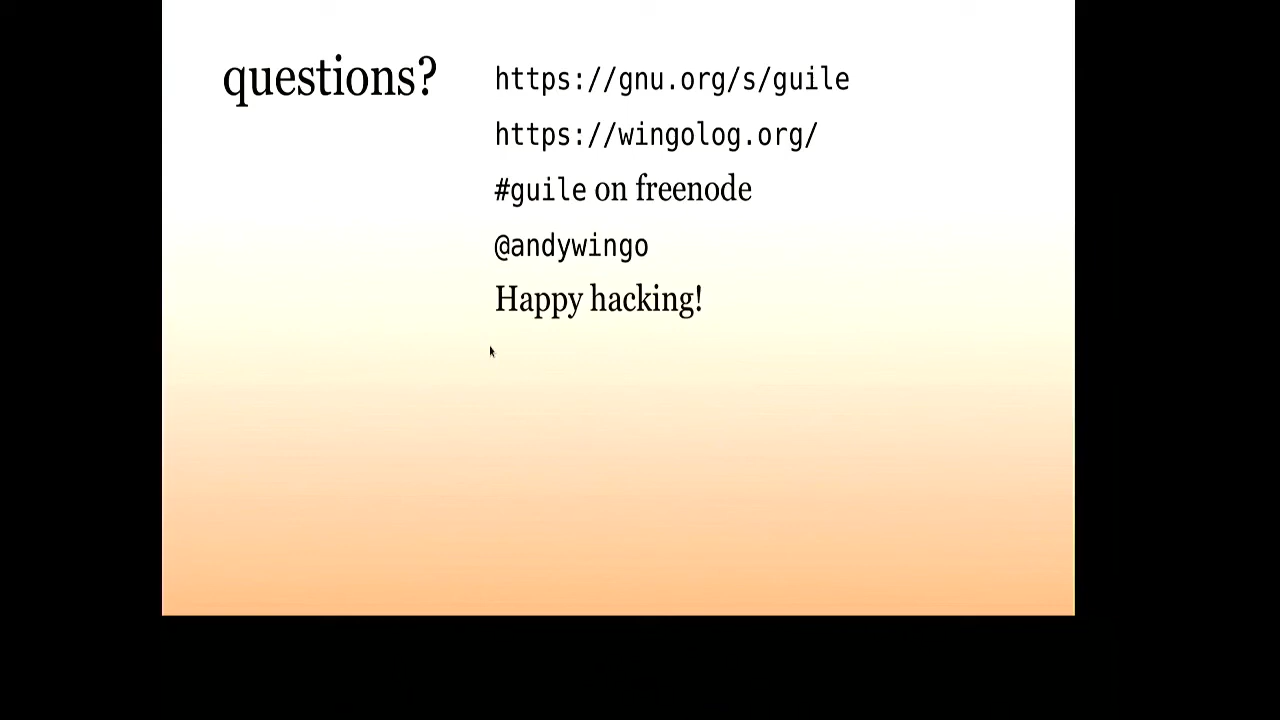 questions?
https://gnu.org/s/guile
https://wingolog.org/
#guile on freenode
@andywingo
Happy hacking!